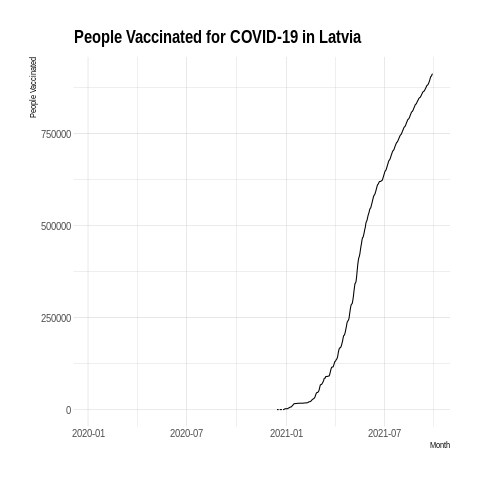 People Vaccinated for COVID-19 in Latvia
People Vaccinated
750000
500000
250000
0
2020-01 2020-07 2021-01 2021-07
Month